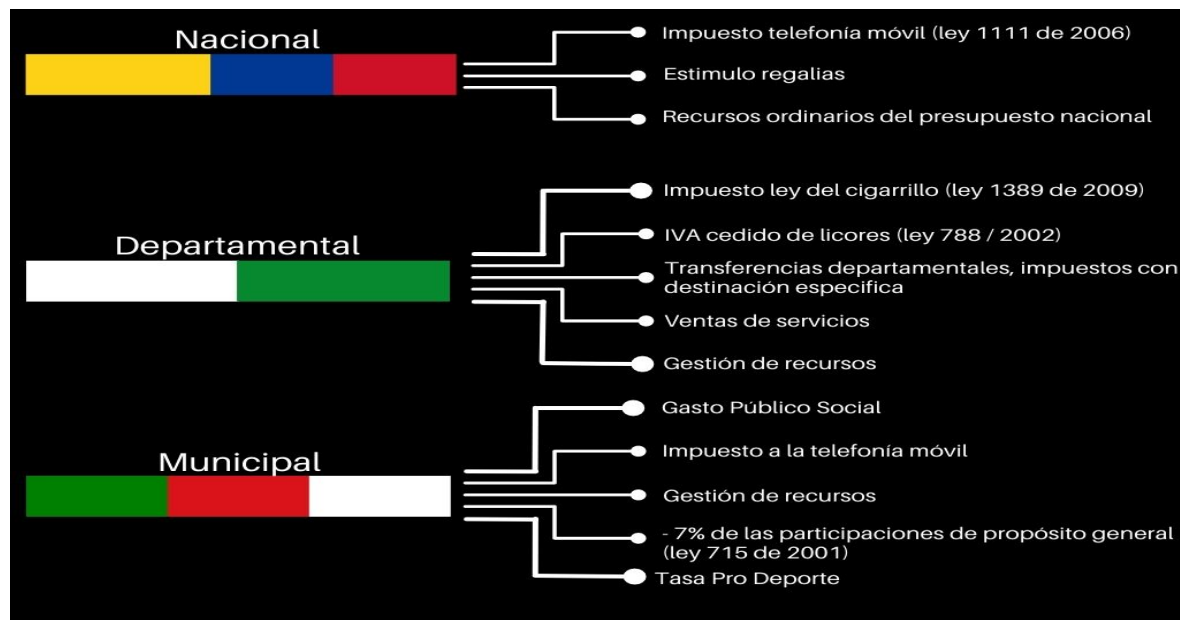 Nacional
Impuesto telefonía móvil (ley 1111 de 2006)
Estimulo regalias
Recursos ordinarios del presupuesto nacional
Departamental
Impuesto ley del cigarrillo (ley 1389 de 2009)
IVA cedido de licores (ley 788 / 2002)
Transferencias departamentales, impuestos con
destinación especifica
Ventas de servicios
Gestión de recursos
Municipal
Gasto Público Social
Impuesto a la telefonía móvil
Gestión de recursos
- 7% de las participaciones de propósito general
(ley 715 de 2001)
Tasa Pro Deporte